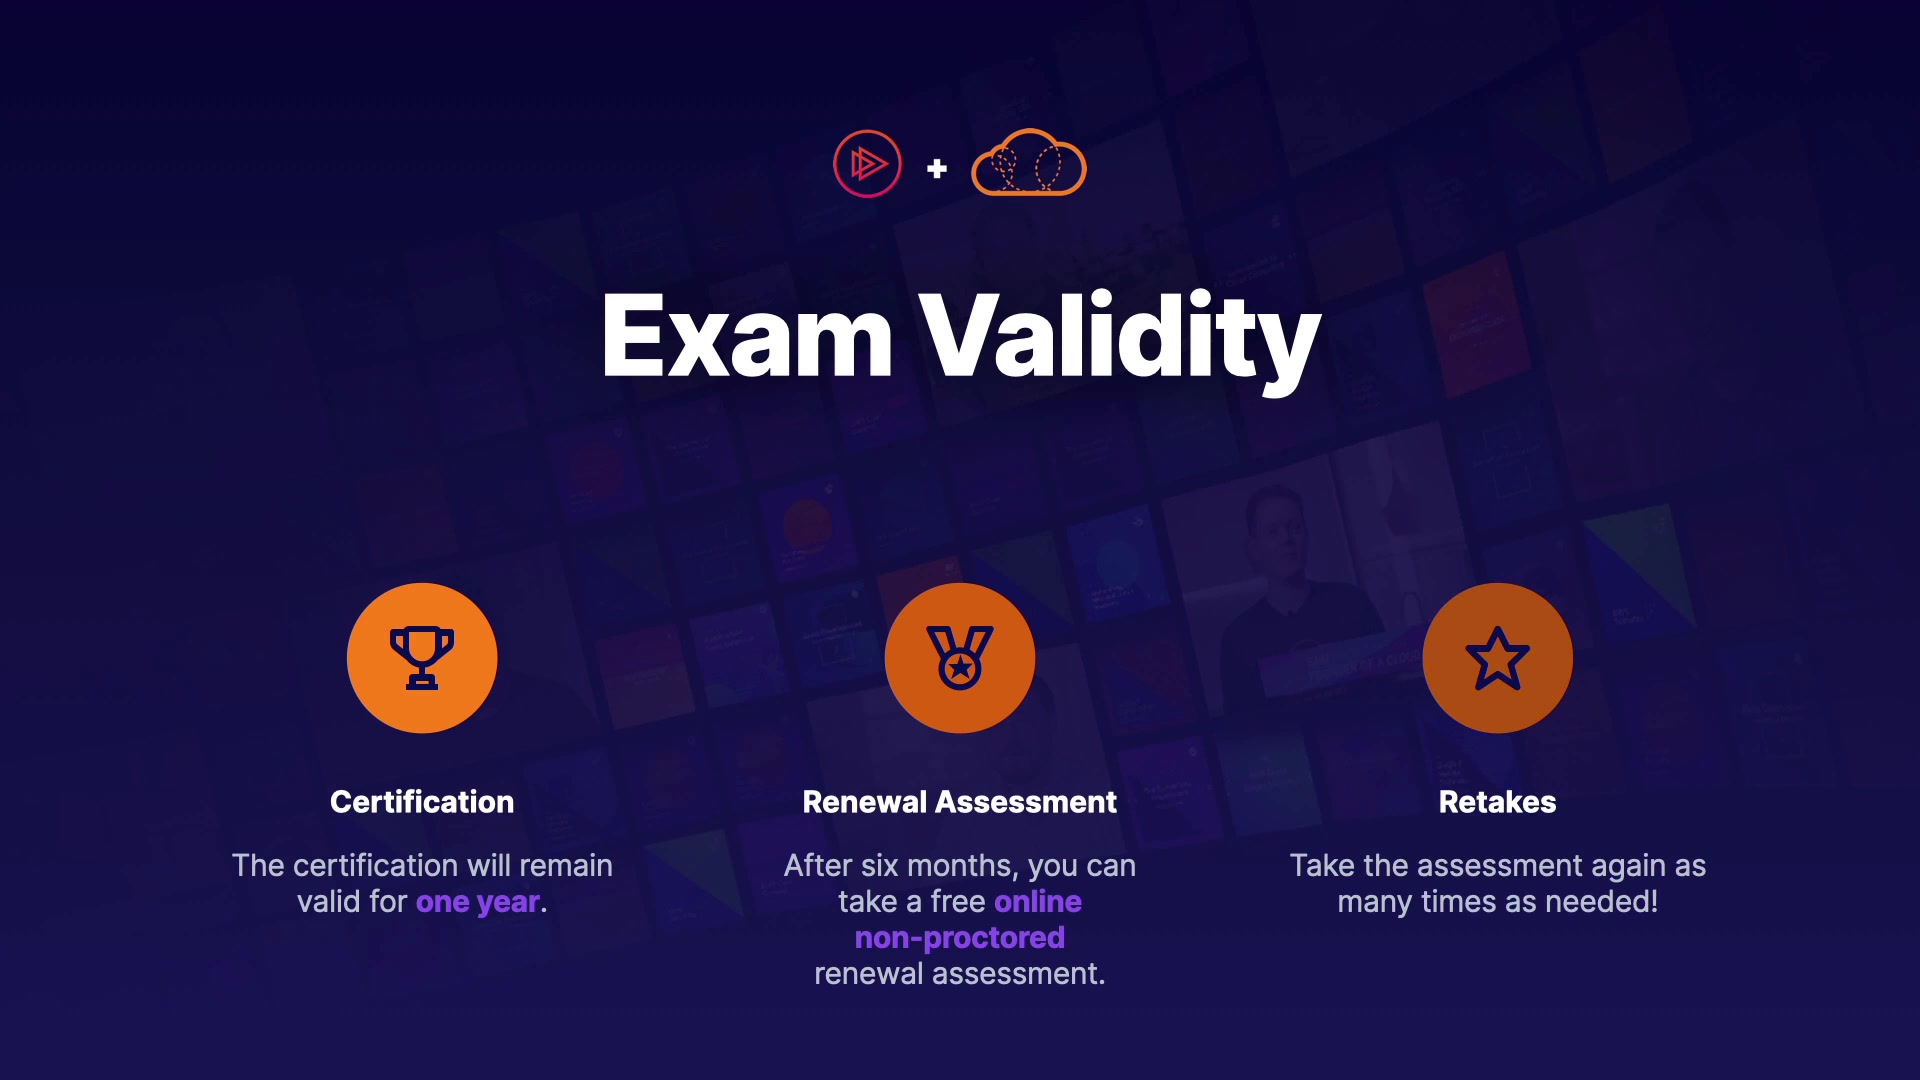 +
Exam Validity
Certification
The certification will remain
valid for one year.
Renewal Assessment
After six months, you can
take a free online
non-proctored
renewal assessment.
Retakes
Take the assessment again as
many times as needed!